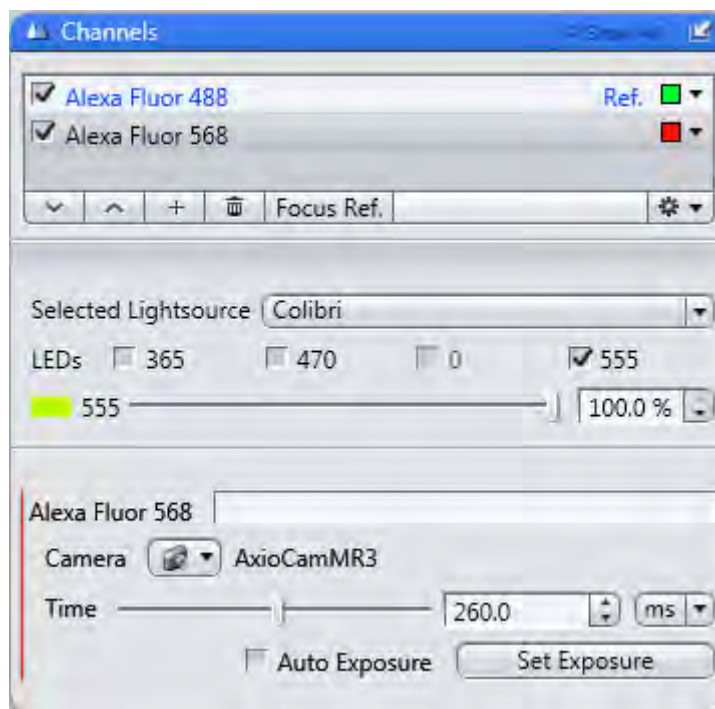 Channels
Alexa Fluor 488 Ref.
Alexa Fluor 568
Focus Ref.
Selected Lightsource Colibri
LEDs 365 470 0 555
555 100.0 %
Alexa Fluor 568
Camera AxioCamMR3
Time 260.0 ms
Auto Exposure Set Exposure